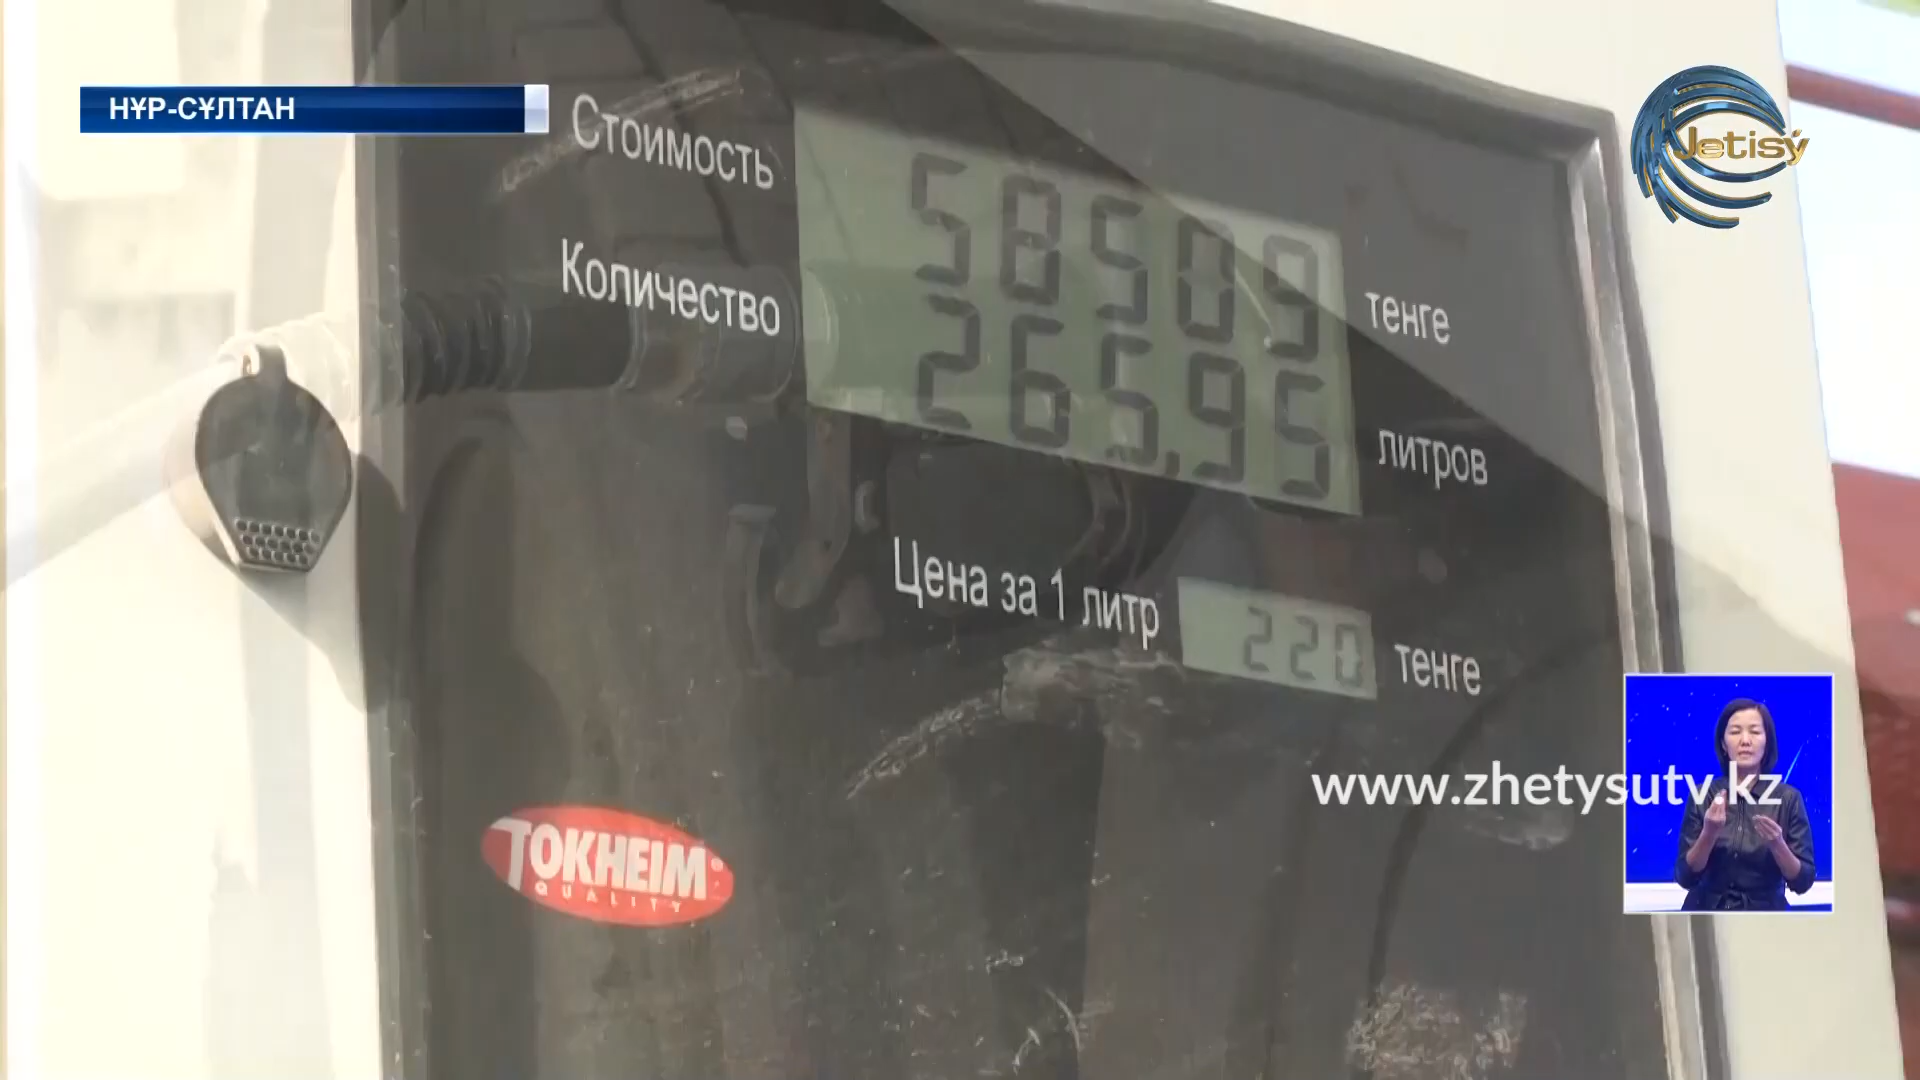 НҰР-СҰЛТАН
Jetisý
Стоимость 58509 тенге
Количество 265,95 литров
Цена за 1 литр 220 тенге
www.zhetysutv.kz
TOKHEIM
QUALITY